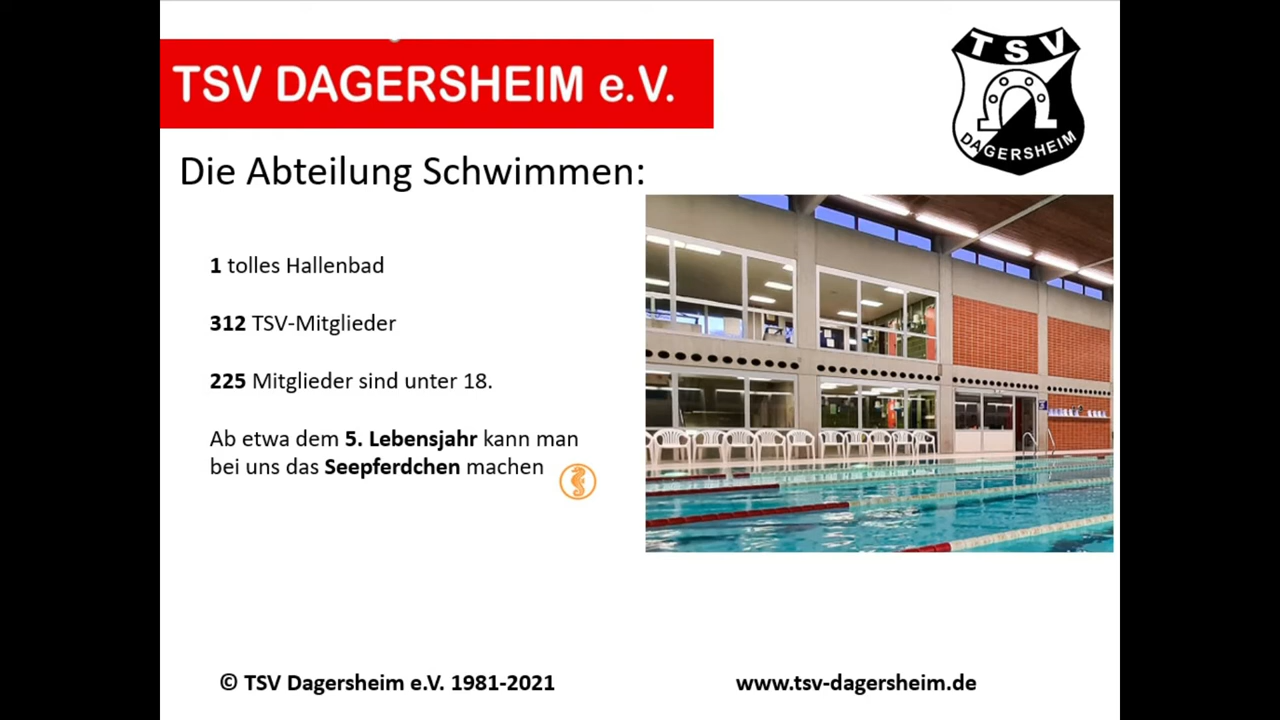 TSV DAGERSHEIM e.V.
TSV
DAGERSHEIM
Die Abteilung Schwimmen:
1 tolles Hallenbad
312 TSV-Mitglieder
225 Mitglieder sind unter 18.
Ab etwa dem 5. Lebensjahr kann man
bei uns das Seepferdchen machen
© TSV Dagersheim e.V. 1981-2021
www.tsv-dagersheim.de